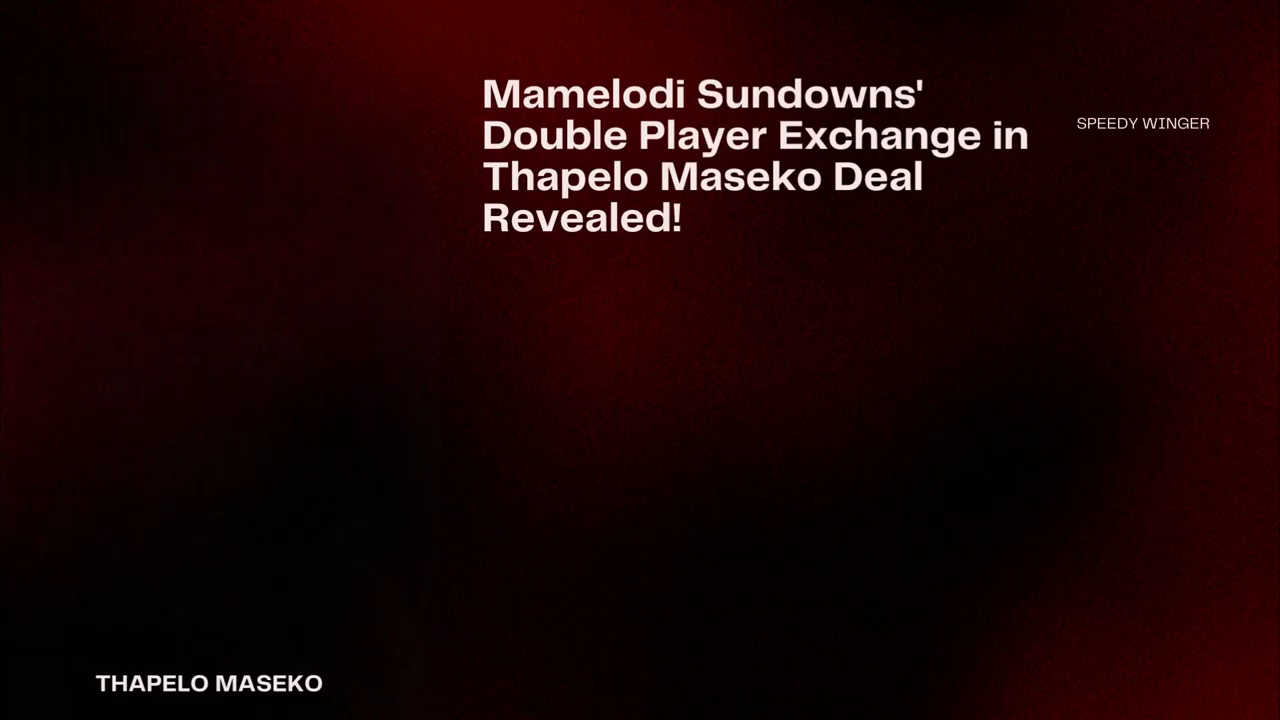 Mamelodi Sundowns'
Double Player Exchange in
Thapelo Maseko Deal
Revealed!
SPEEDY WINGER
THAPELO MASEKO